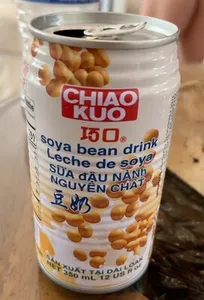 CHIAO
KUO
巧口®
soya bean drink
Leche de soya
SỮA ĐẬU NÀNH
NGUYÊN CHẤT
豆奶
SẢN XUẤT TẠI ĐÀI LOAN
NET 350 mL 12 US fl oz